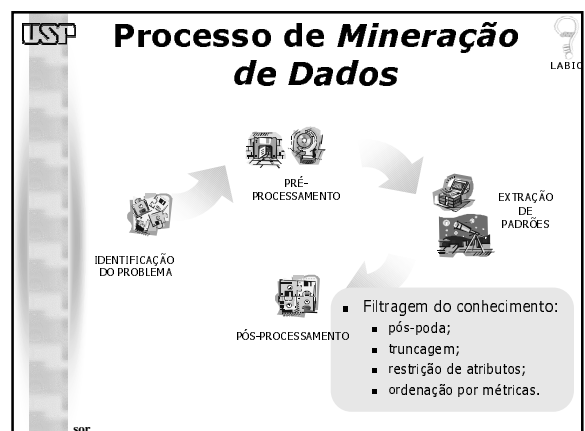 USP
Processo de Mineração
de Dados
LABIC
PRÉ-
PROCESSAMENTO
EXTRAÇÃO
DE
PADRÕES
IDENTIFICAÇÃO
DO PROBLEMA
PÓS-PROCESSAMENTO
▪ Filtragem do conhecimento:
▪ pós-poda;
▪ truncagem;
▪ restrição de atributos;
▪ ordenação por métricas.
sor